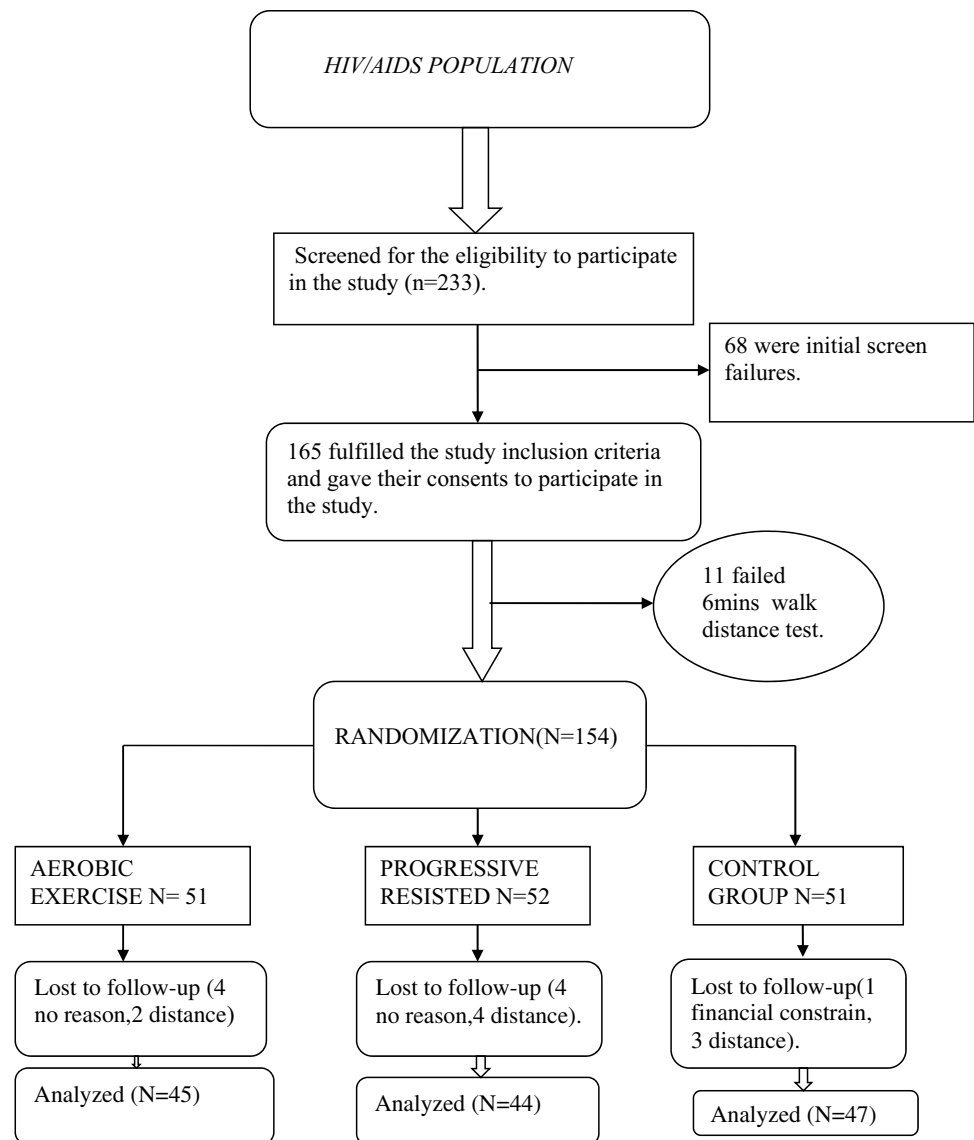 HIV/AIDS POPULATION
Screened for the eligibility to participate
in the study (n=233).
68 were initial screen
failures.
165 fulfilled the study inclusion criteria
and gave their consents to participate in
the study.
11 failed
6mins walk
distance test.
RANDOMIZATION(N=154)
AEROBIC
EXERCISE N= 51
PROGRESSIVE
RESISTED N=52
CONTROL
GROUP N=51
Lost to follow-up (4
no reason,2 distance)
Lost to follow-up (4
no reason,4 distance).
Lost to follow-up(1
financial constrain,
3 distance).
Analyzed (N=45)
Analyzed (N=44)
Analyzed (N=47)